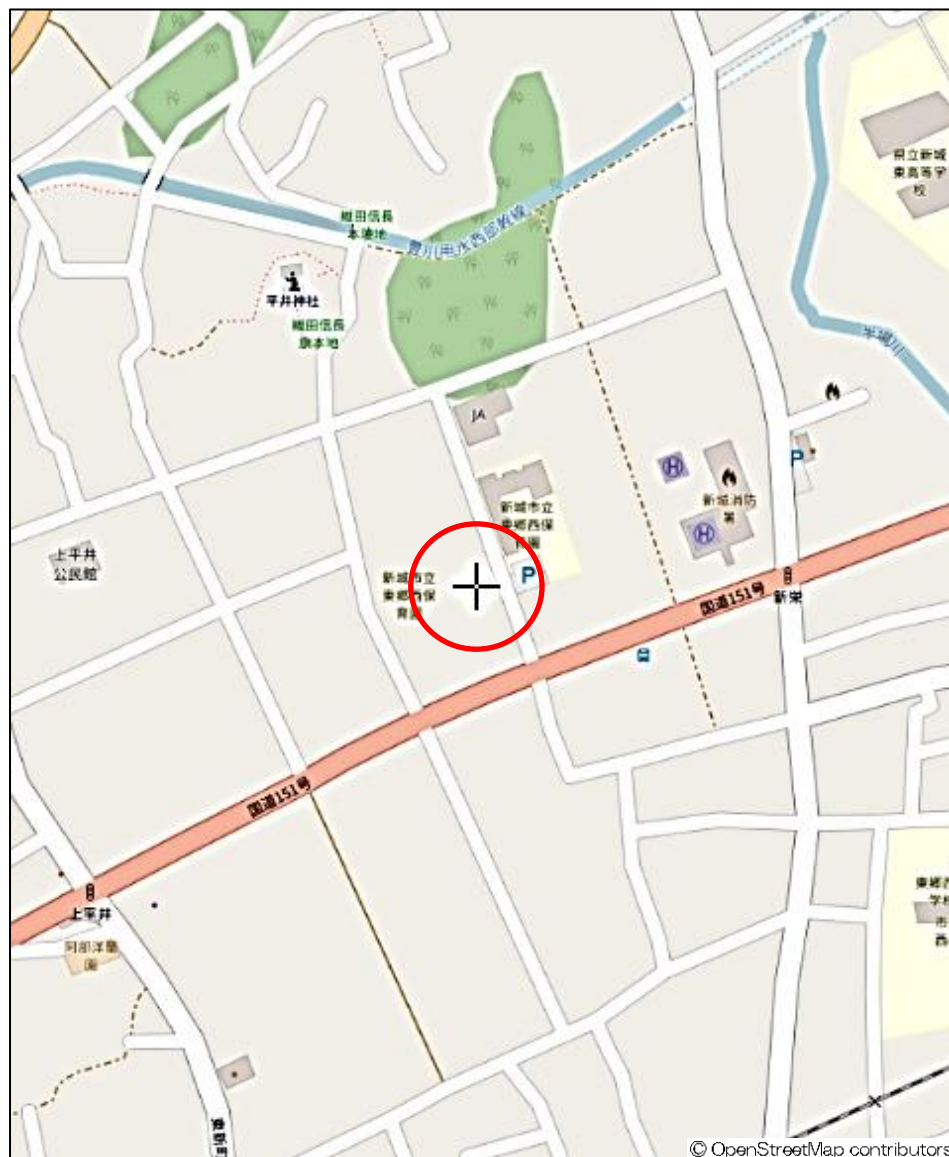 県立新城
東高等学
校
織田信長
本陣地
豊川用水西部幹線
平井神社
織田信長
旗本地
半場川
JA
P
H
新城消防
署
新城市立
東郷西保
育園
H
上平井
公民館
新城市立
東郷西保
育園
P
国道151号
新栄
国道151号
上平井
東郷西
学校
市
西
阿部洋蘭
園
東新町
© OpenStreetMap contributors